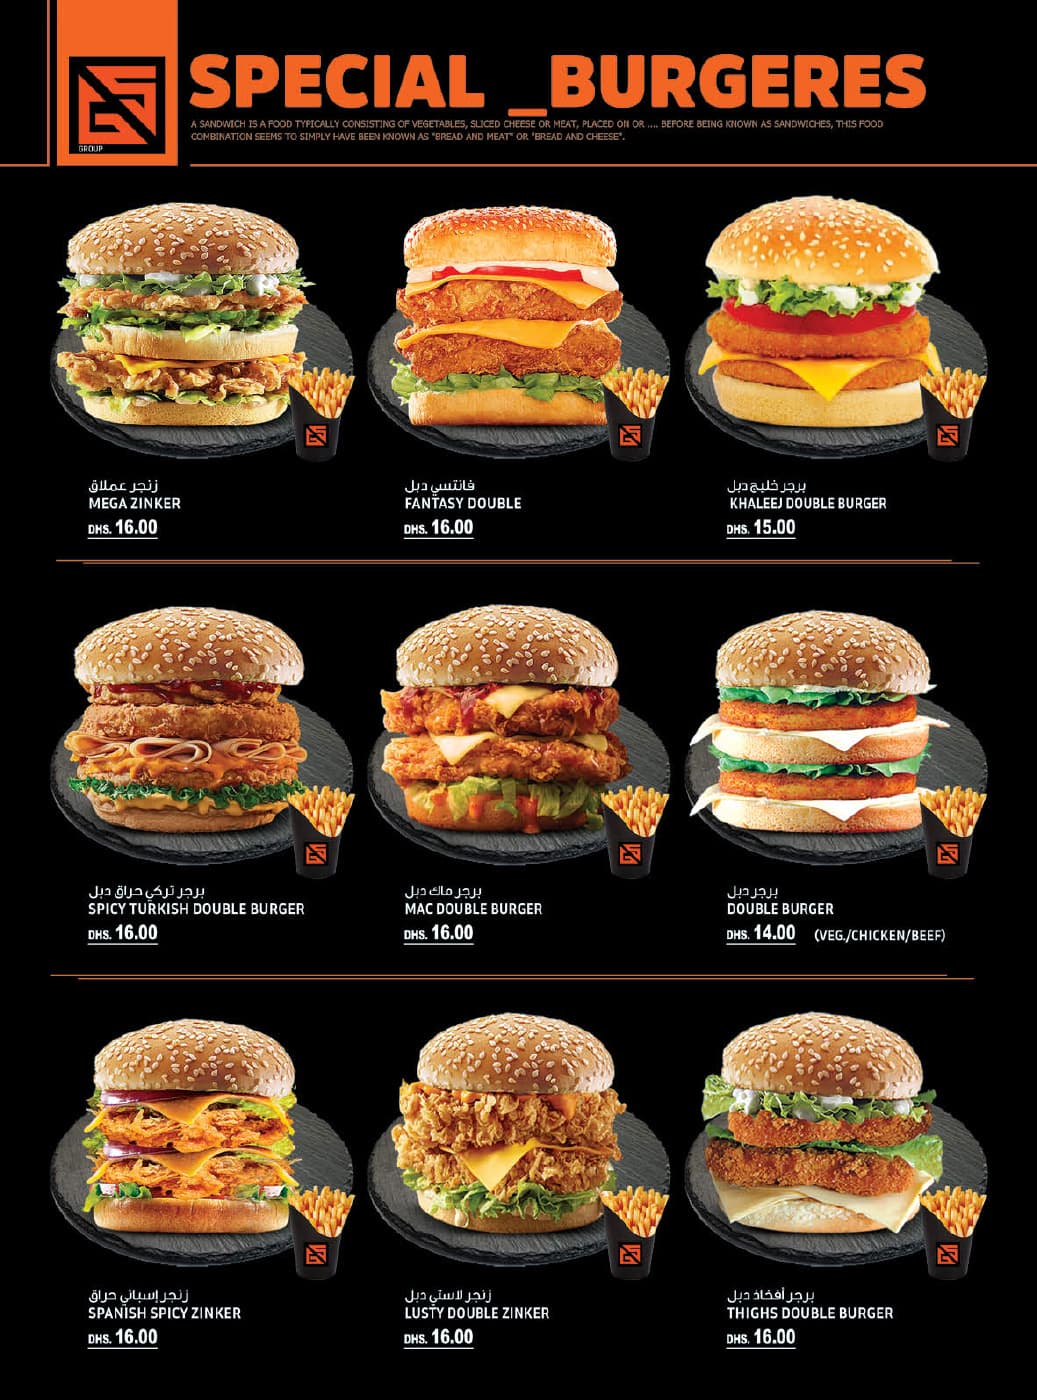 SPECIAL _BURGERES
A SANDWICH IS A FOOD TYPICALLY CONSISTING OF VEGETABLES, SLICED CHEESE OR MEAT, PLACED ON OR .... BEFORE BEING KNOWN AS SANDWICHES, THIS FOOD
COMBINATION SEEMS TO SIMPLY HAVE BEEN KNOWN AS "BREAD AND MEAT" OR "BREAD AND CHEESE".
GROUP
زنجر عملاق
MEGA ZINKER
DHS. 16.00
فانتسي دبل
FANTASY DOUBLE
DHS. 16.00
برجر خليج دبل
KHALEEJ DOUBLE BURGER
DHS. 15.00
برجر تركي حراق دبل
SPICY TURKISH DOUBLE BURGER
DHS. 16.00
برجر ماك دبل
MAC DOUBLE BURGER
DHS. 16.00
برجر دبل
DOUBLE BURGER
DHS. 14.00 (VEG./CHICKEN/BEEF)
زنجر إسباني حراق
SPANISH SPICY ZINKER
DHS. 16.00
زنجر لاستي دبل
LUSTY DOUBLE ZINKER
DHS. 16.00
برجر أفخاذ دبل
THIGHS DOUBLE BURGER
DHS. 16.00